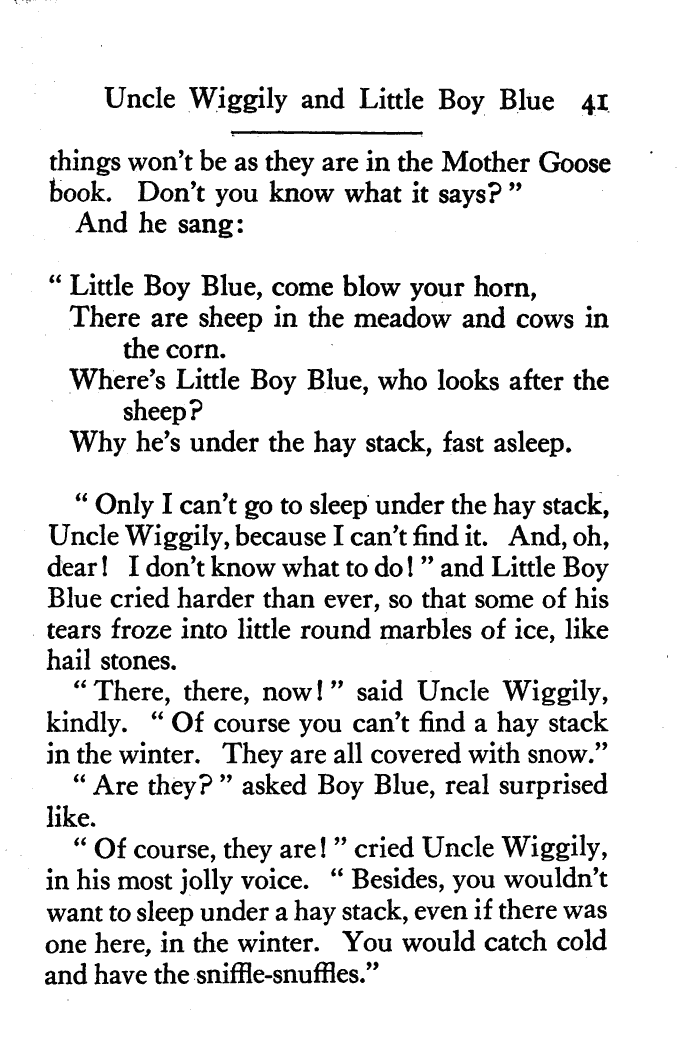 Uncle Wiggily and Little Boy Blue 41
things won't be as they are in the Mother Goose
book. Don't you know what it says?"
And he sang:
"Little Boy Blue, come blow your horn,
There are sheep in the meadow and cows in
the corn.
Where's Little Boy Blue, who looks after the
sheep?
Why he's under the hay stack, fast asleep.
"Only I can't go to sleep under the hay stack,
Uncle Wiggily, because I can't find it. And, oh,
dear! I don't know what to do!" and Little Boy
Blue cried harder than ever, so that some of his
tears froze into little round marbles of ice, like
hail stones.
"There, there, now!" said Uncle Wiggily,
kindly. "Of course you can't find a hay stack
in the winter. They are all covered with snow."
"Are they?" asked Boy Blue, real surprised
like.
"Of course, they are!" cried Uncle Wiggily,
in his most jolly voice. "Besides, you wouldn't
want to sleep under a hay stack, even if there was
one here, in the winter. You would catch cold
and have the sniffle-snuffles."